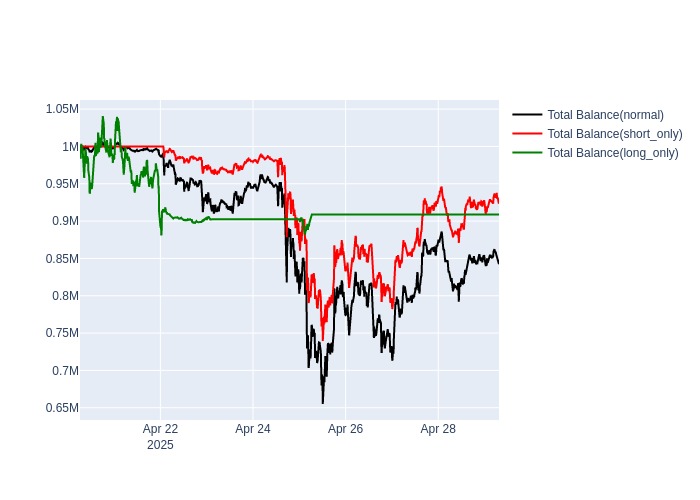 1.05M
1M
0.95M
0.9M
0.85M
0.8M
0.75M
0.7M
0.65M
Apr 22
2025
Apr 24
Apr 26
Apr 28
Total Balance(normal)
Total Balance(short_only)
Total Balance(long_only)